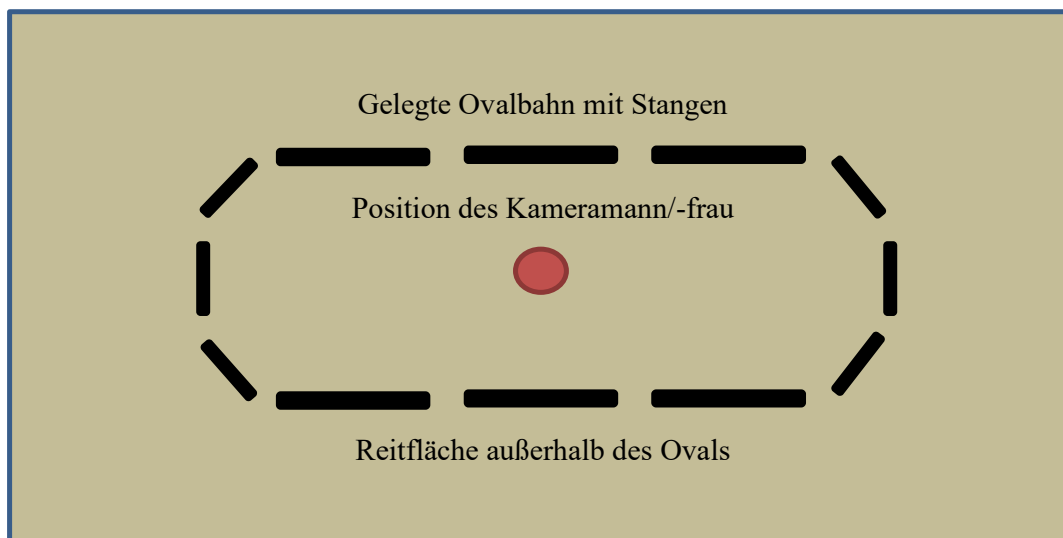 Gelegte Ovalbahn mit Stangen
Position des Kameramann/-frau
Reitfläche außerhalb des Ovals